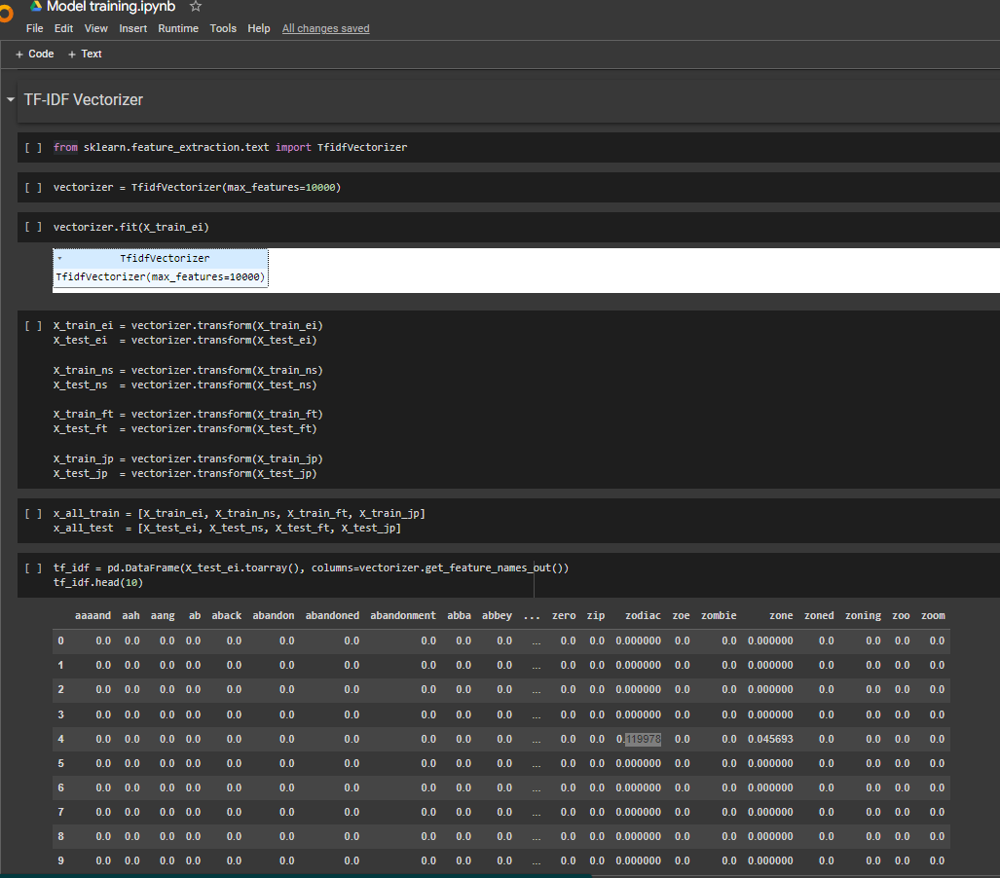 Model training.ipynb ☆
File Edit View Insert Runtime Tools Help All changes saved
+ Code + Text
TF-IDF Vectorizer
[ ] from sklearn.feature_extraction.text import TfidfVectorizer
[ ] vectorizer = TfidfVectorizer(max_features=10000)
[ ] vectorizer.fit(X_train_ei)
TfidfVectorizer
TfidfVectorizer(max_features=10000)
[ ] X_train_ei = vectorizer.transform(X_train_ei)
X_test_ei  = vectorizer.transform(X_test_ei)
X_train_ns = vectorizer.transform(X_train_ns)
X_test_ns  = vectorizer.transform(X_test_ns)
X_train_ft = vectorizer.transform(X_train_ft)
X_test_ft  = vectorizer.transform(X_test_ft)
X_train_jp = vectorizer.transform(X_train_jp)
X_test_jp  = vectorizer.transform(X_test_jp)
[ ] x_all_train = [X_train_ei, X_train_ns, X_train_ft, X_train_jp]
x_all_test  = [X_test_ei, X_test_ns, X_test_ft, X_test_jp]
[ ] tf_idf = pd.DataFrame(X_test_ei.toarray(), columns=vectorizer.get_feature_names_out())
tf_idf.head(10)
aaaand aah aang ab aback abandon abandoned abandonment abba abbey ... zero zip zodiac zoe zombie zone zoned zoning zoo zoom
0 0.0 0.0 0.0 0.0 0.0 0.0 0.0 0.0 0.0 0.0 ... 0.0 0.0 0.000000 0.0 0.0 0.000000 0.0 0.0 0.0 0.0
1 0.0 0.0 0.0 0.0 0.0 0.0 0.0 0.0 0.0 0.0 ... 0.0 0.0 0.000000 0.0 0.0 0.000000 0.0 0.0 0.0 0.0
2 0.0 0.0 0.0 0.0 0.0 0.0 0.0 0.0 0.0 0.0 ... 0.0 0.0 0.000000 0.0 0.0 0.000000 0.0 0.0 0.0 0.0
3 0.0 0.0 0.0 0.0 0.0 0.0 0.0 0.0 0.0 0.0 ... 0.0 0.0 0.000000 0.0 0.0 0.000000 0.0 0.0 0.0 0.0
4 0.0 0.0 0.0 0.0 0.0 0.0 0.0 0.0 0.0 0.0 ... 0.0 0.0 0.119978 0.0 0.0 0.045693 0.0 0.0 0.0 0.0
5 0.0 0.0 0.0 0.0 0.0 0.0 0.0 0.0 0.0 0.0 ... 0.0 0.0 0.000000 0.0 0.0 0.000000 0.0 0.0 0.0 0.0
6 0.0 0.0 0.0 0.0 0.0 0.0 0.0 0.0 0.0 0.0 ... 0.0 0.0 0.000000 0.0 0.0 0.000000 0.0 0.0 0.0 0.0
7 0.0 0.0 0.0 0.0 0.0 0.0 0.0 0.0 0.0 0.0 ... 0.0 0.0 0.000000 0.0 0.0 0.000000 0.0 0.0 0.0 0.0
8 0.0 0.0 0.0 0.0 0.0 0.0 0.0 0.0 0.0 0.0 ... 0.0 0.0 0.000000 0.0 0.0 0.000000 0.0 0.0 0.0 0.0
9 0.0 0.0 0.0 0.0 0.0 0.0 0.0 0.0 0.0 0.0 ... 0.0 0.0 0.000000 0.0 0.0 0.000000 0.0 0.0 0.0 0.0